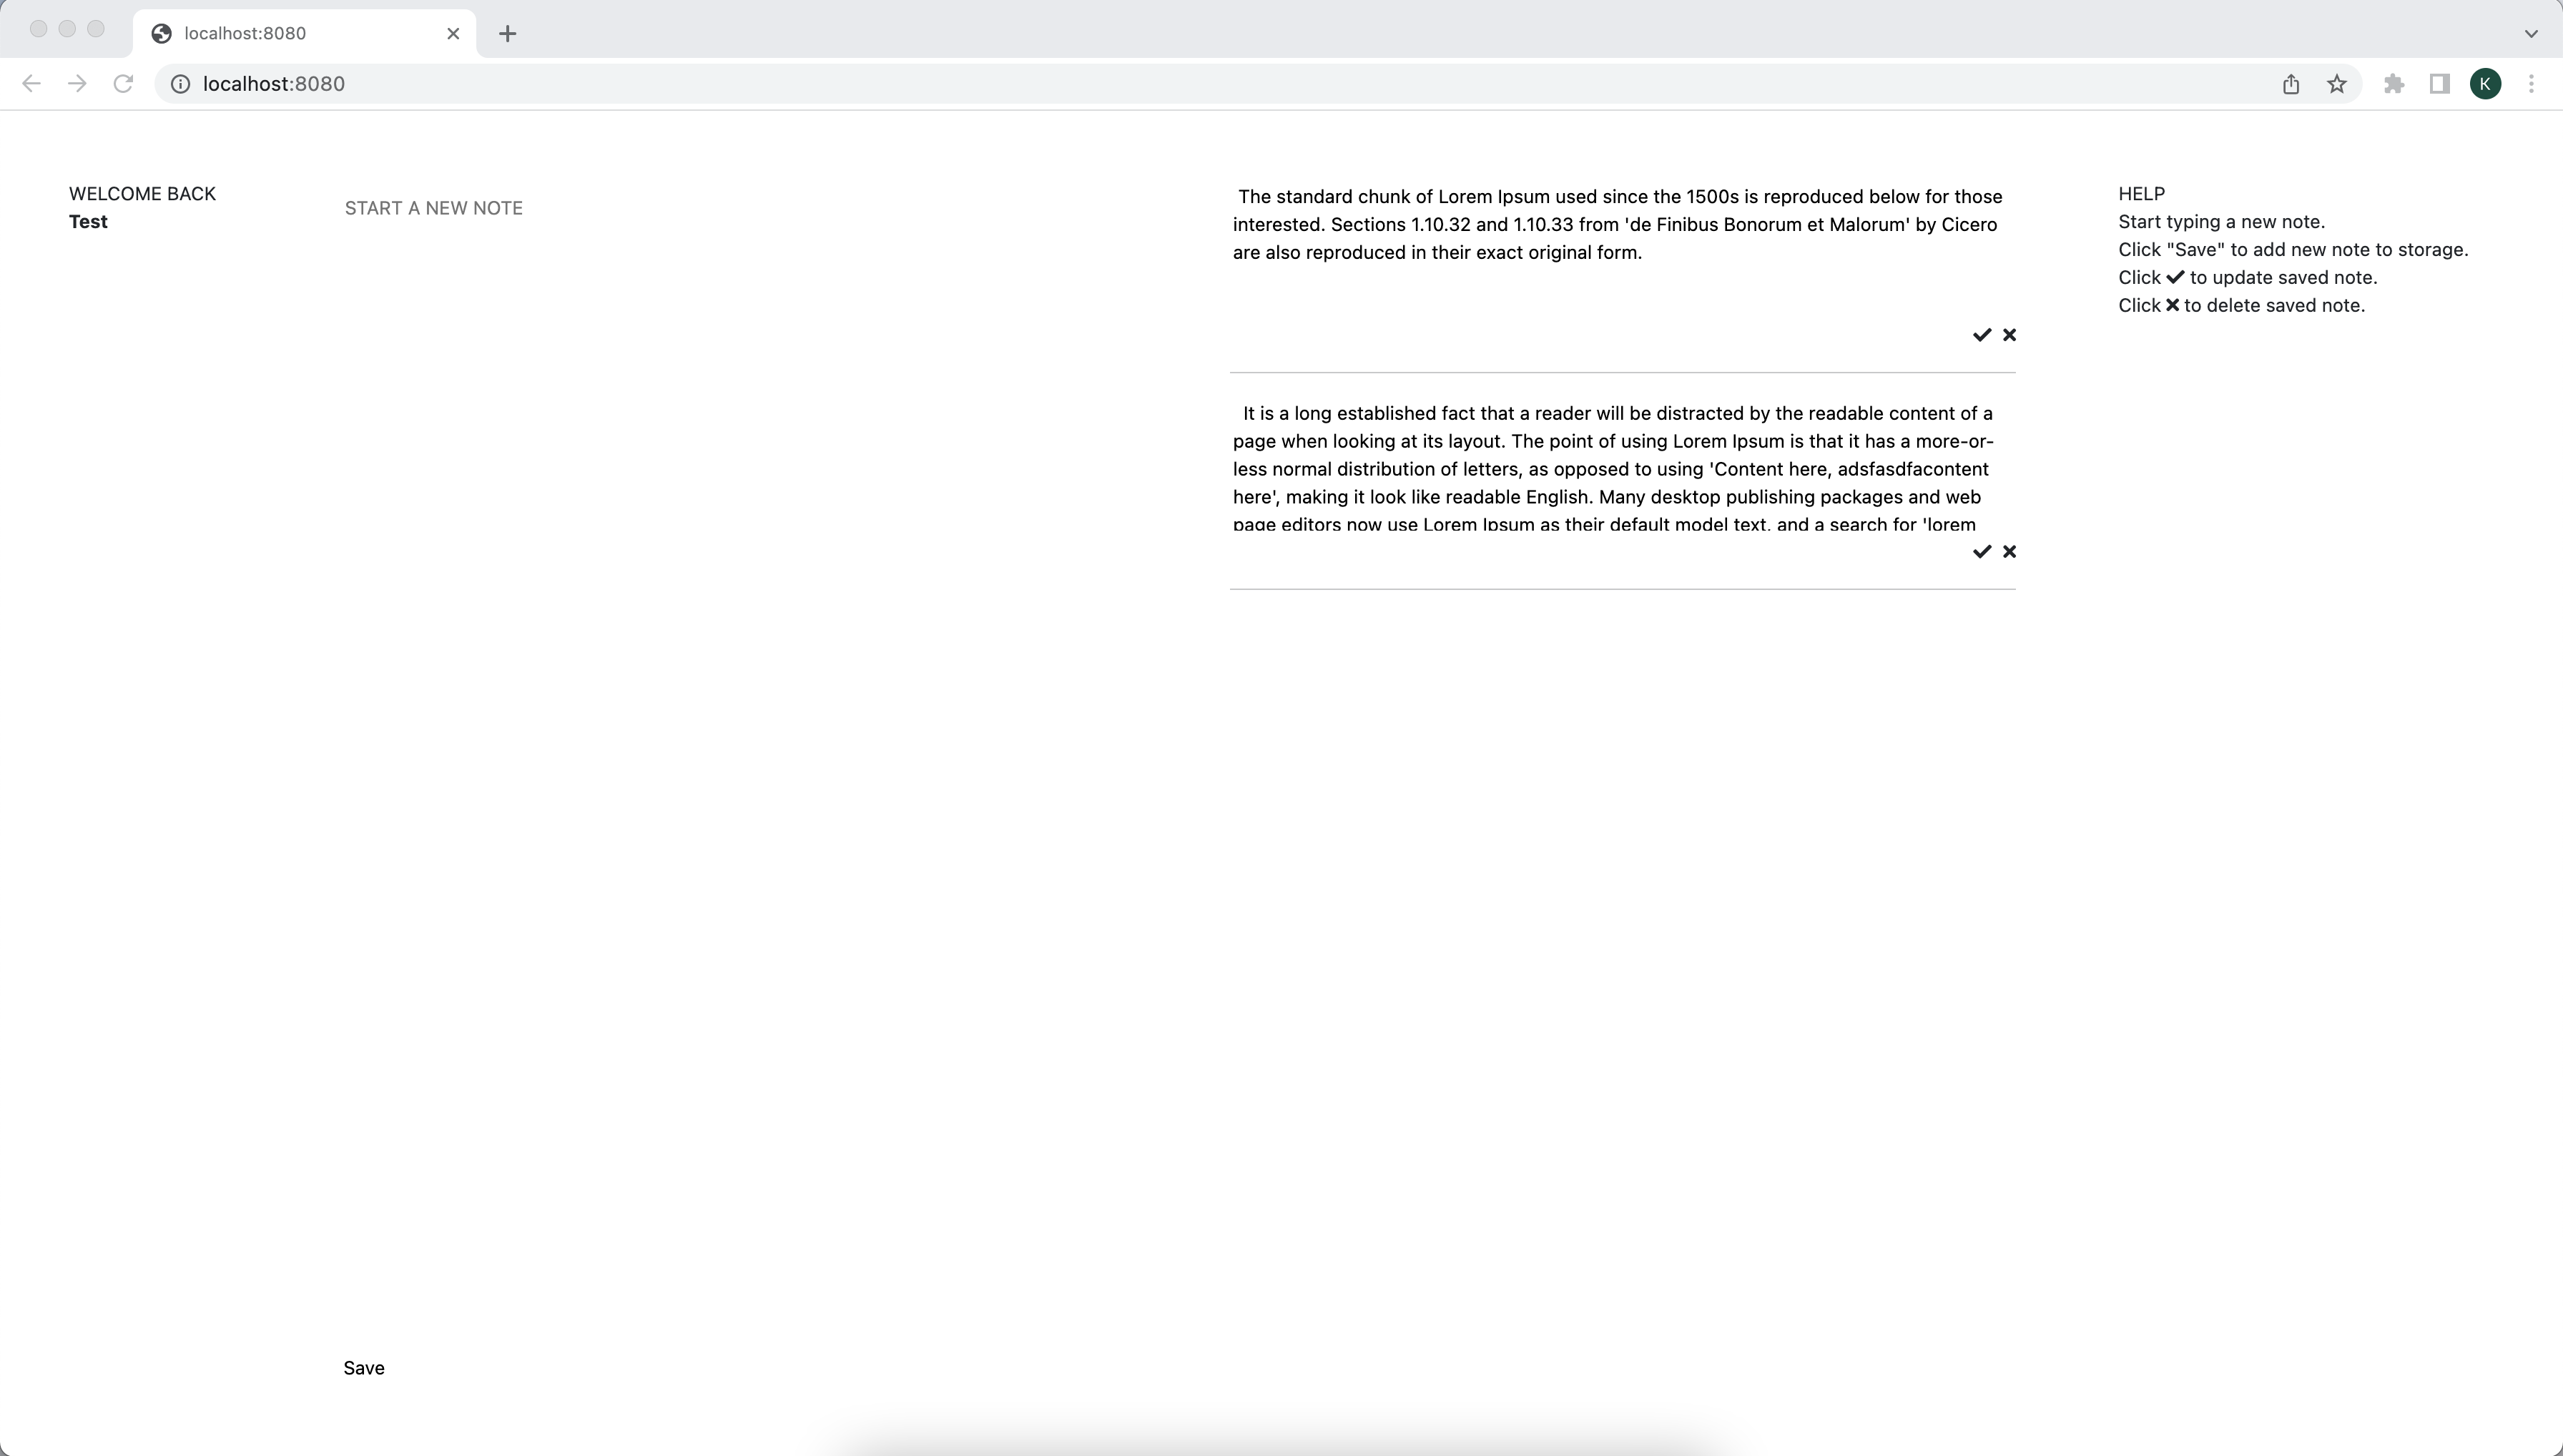 localhost:8080
localhost:8080
K
WELCOME BACK
Test
START A NEW NOTE
Save
The standard chunk of Lorem Ipsum used since the 1500s is reproduced below for those
interested. Sections 1.10.32 and 1.10.33 from 'de Finibus Bonorum et Malorum' by Cicero
are also reproduced in their exact original form.
It is a long established fact that a reader will be distracted by the readable content of a
page when looking at its layout. The point of using Lorem Ipsum is that it has a more-or-
less normal distribution of letters, as opposed to using 'Content here, adsfasdfacontent
here', making it look like readable English. Many desktop publishing packages and web
page editors now use Lorem Ipsum as their default model text, and a search for 'lorem
HELP
Start typing a new note.
Click "Save" to add new note to storage.
Click ✔ to update saved note.
Click ✖ to delete saved note.